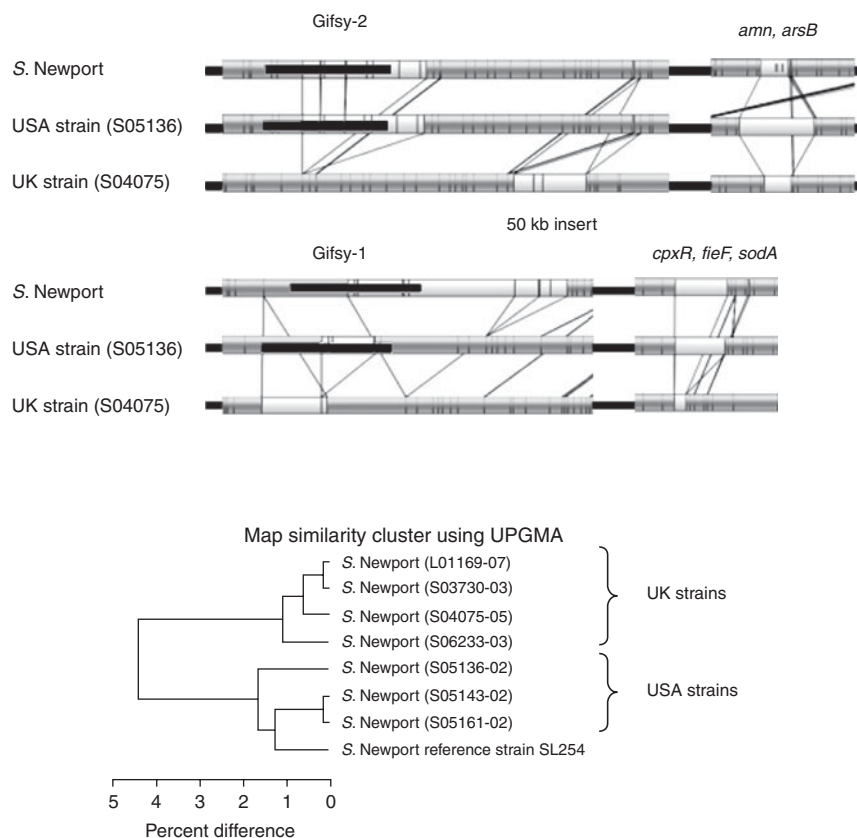 Gifsy-2
amn, arsB
S. Newport
USA strain (S05136)
UK strain (S04075)
50 kb insert
Gifsy-1
cpxR, fieF, sodA
S. Newport
USA strain (S05136)
UK strain (S04075)
Map similarity cluster using UPGMA
S. Newport (L01169-07)
S. Newport (S03730-03)
S. Newport (S04075-05)
S. Newport (S06233-03)
UK strains
S. Newport (S05136-02)
S. Newport (S05143-02)
S. Newport (S05161-02)
USA strains
S. Newport reference strain SL254
5 4 3 2 1 0
Percent difference